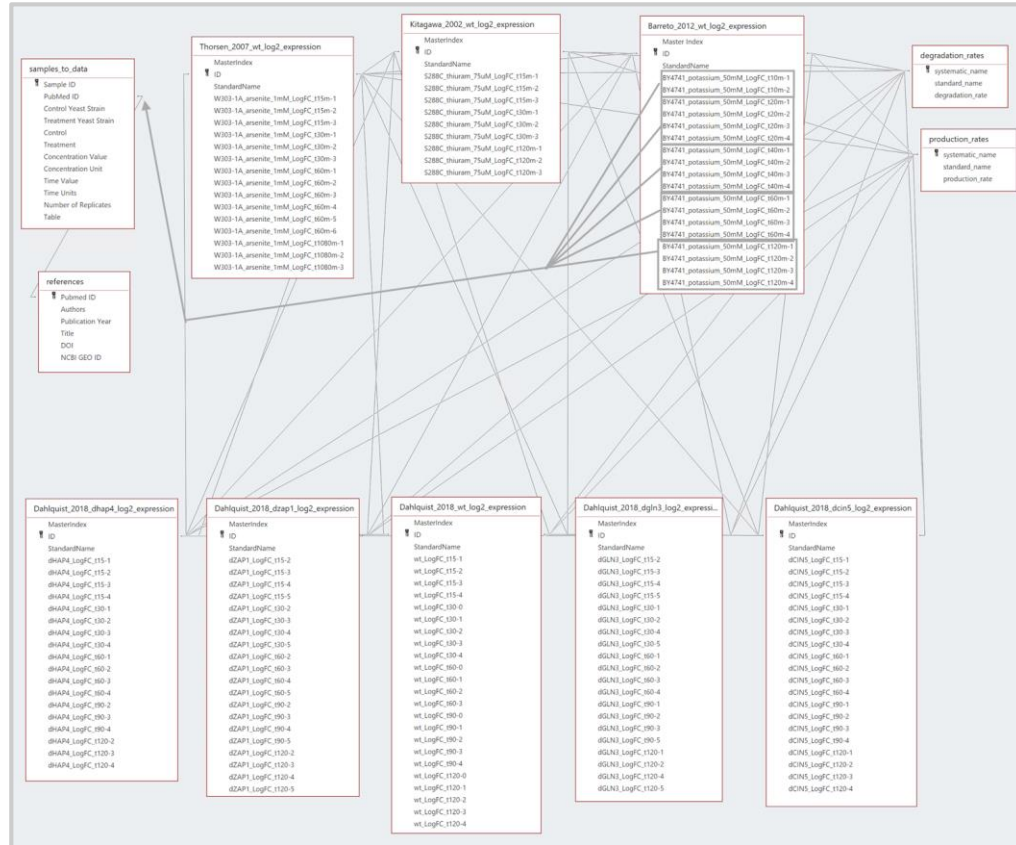 samples_to_data
Sample ID
PubMed ID
Control Yeast Strain
Treatment Yeast Strain
Control
Treatment
Concentration Value
Concentration Unit
Time Value
Time Units
Number of Replicates
Table
references
Pubmed ID
Authors
Publication Year
Title
DOI
NCBI GEO ID
Thorsen_2007_wt_log2_expression
MasterIndex
ID
StandardName
W303-1A_arsenite_1mM_LogFC_t15m-1
W303-1A_arsenite_1mM_LogFC_t15m-2
W303-1A_arsenite_1mM_LogFC_t15m-3
W303-1A_arsenite_1mM_LogFC_t30m-1
W303-1A_arsenite_1mM_LogFC_t30m-2
W303-1A_arsenite_1mM_LogFC_t30m-3
W303-1A_arsenite_1mM_LogFC_t60m-1
W303-1A_arsenite_1mM_LogFC_t60m-2
W303-1A_arsenite_1mM_LogFC_t60m-3
W303-1A_arsenite_1mM_LogFC_t60m-4
W303-1A_arsenite_1mM_LogFC_t60m-5
W303-1A_arsenite_1mM_LogFC_t60m-6
W303-1A_arsenite_1mM_LogFC_t1080m-1
W303-1A_arsenite_1mM_LogFC_t1080m-2
W303-1A_arsenite_1mM_LogFC_t1080m-3
Kitagawa_2002_wt_log2_expression
MasterIndex
ID
StandardName
S288C_thiuram_75uM_LogFC_t15m-1
S288C_thiuram_75uM_LogFC_t15m-2
S288C_thiuram_75uM_LogFC_t15m-3
S288C_thiuram_75uM_LogFC_t30m-1
S288C_thiuram_75uM_LogFC_t30m-2
S288C_thiuram_75uM_LogFC_t30m-3
S288C_thiuram_75uM_LogFC_t120m-1
S288C_thiuram_75uM_LogFC_t120m-2
S288C_thiuram_75uM_LogFC_t120m-3
Barreto_2012_wt_log2_expression
Master Index
ID
StandardName
BY4741_potassium_50mM_LogFC_t10m-1
BY4741_potassium_50mM_LogFC_t10m-2
BY4741_potassium_50mM_LogFC_t20m-1
BY4741_potassium_50mM_LogFC_t20m-2
BY4741_potassium_50mM_LogFC_t20m-3
BY4741_potassium_50mM_LogFC_t20m-4
BY4741_potassium_50mM_LogFC_t40m-1
BY4741_potassium_50mM_LogFC_t40m-2
BY4741_potassium_50mM_LogFC_t40m-3
BY4741_potassium_50mM_LogFC_t40m-4
BY4741_potassium_50mM_LogFC_t60m-1
BY4741_potassium_50mM_LogFC_t60m-2
BY4741_potassium_50mM_LogFC_t60m-3
BY4741_potassium_50mM_LogFC_t60m-4
BY4741_potassium_50mM_LogFC_t120m-1
BY4741_potassium_50mM_LogFC_t120m-2
BY4741_potassium_50mM_LogFC_t120m-3
BY4741_potassium_50mM_LogFC_t120m-4
degradation_rates
systematic_name
standard_name
degradation_rate
production_rates
systematic_name
standard_name
production_rate
Dahlquist_2018_dhap4_log2_expression
MasterIndex
ID
StandardName
dHAP4_LogFC_t15-1
dHAP4_LogFC_t15-2
dHAP4_LogFC_t15-3
dHAP4_LogFC_t15-4
dHAP4_LogFC_t30-1
dHAP4_LogFC_t30-2
dHAP4_LogFC_t30-3
dHAP4_LogFC_t30-4
dHAP4_LogFC_t60-1
dHAP4_LogFC_t60-2
dHAP4_LogFC_t60-3
dHAP4_LogFC_t60-4
dHAP4_LogFC_t90-2
dHAP4_LogFC_t90-3
dHAP4_LogFC_t90-4
dHAP4_LogFC_t120-2
dHAP4_LogFC_t120-3
dHAP4_LogFC_t120-4
Dahlquist_2018_dzap1_log2_expression
MasterIndex
ID
StandardName
dZAP1_LogFC_t15-2
dZAP1_LogFC_t15-3
dZAP1_LogFC_t15-4
dZAP1_LogFC_t15-5
dZAP1_LogFC_t30-2
dZAP1_LogFC_t30-3
dZAP1_LogFC_t30-4
dZAP1_LogFC_t30-5
dZAP1_LogFC_t60-2
dZAP1_LogFC_t60-3
dZAP1_LogFC_t60-4
dZAP1_LogFC_t60-5
dZAP1_LogFC_t90-2
dZAP1_LogFC_t90-3
dZAP1_LogFC_t90-4
dZAP1_LogFC_t90-5
dZAP1_LogFC_t120-2
dZAP1_LogFC_t120-3
dZAP1_LogFC_t120-4
dZAP1_LogFC_t120-5
Dahlquist_2018_wt_log2_expression
MasterIndex
ID
StandardName
wt_LogFC_t15-1
wt_LogFC_t15-2
wt_LogFC_t15-3
wt_LogFC_t15-4
wt_LogFC_t30-0
wt_LogFC_t30-1
wt_LogFC_t30-2
wt_LogFC_t30-3
wt_LogFC_t30-4
wt_LogFC_t60-0
wt_LogFC_t60-1
wt_LogFC_t60-2
wt_LogFC_t60-3
wt_LogFC_t90-0
wt_LogFC_t90-1
wt_LogFC_t90-2
wt_LogFC_t90-3
wt_LogFC_t90-4
wt_LogFC_t120-0
wt_LogFC_t120-1
wt_LogFC_t120-2
wt_LogFC_t120-3
wt_LogFC_t120-4
Dahlquist_2018_dgln3_log2_expressi...
MasterIndex
ID
StandardName
dGLN3_LogFC_t15-2
dGLN3_LogFC_t15-3
dGLN3_LogFC_t15-4
dGLN3_LogFC_t15-5
dGLN3_LogFC_t30-1
dGLN3_LogFC_t30-2
dGLN3_LogFC_t30-4
dGLN3_LogFC_t30-5
dGLN3_LogFC_t60-1
dGLN3_LogFC_t60-2
dGLN3_LogFC_t60-3
dGLN3_LogFC_t60-4
dGLN3_LogFC_t90-1
dGLN3_LogFC_t90-2
dGLN3_LogFC_t90-3
dGLN3_LogFC_t90-5
dGLN3_LogFC_t120-1
dGLN3_LogFC_t120-2
dGLN3_LogFC_t120-4
dGLN3_LogFC_t120-5
Dahlquist_2018_dcin5_log2_expression
MasterIndex
ID
StandardName
dCIN5_LogFC_t15-1
dCIN5_LogFC_t15-2
dCIN5_LogFC_t15-3
dCIN5_LogFC_t15-4
dCIN5_LogFC_t30-1
dCIN5_LogFC_t30-2
dCIN5_LogFC_t30-3
dCIN5_LogFC_t30-4
dCIN5_LogFC_t60-1
dCIN5_LogFC_t60-2
dCIN5_LogFC_t60-3
dCIN5_LogFC_t60-4
dCIN5_LogFC_t90-1
dCIN5_LogFC_t90-2
dCIN5_LogFC_t90-3
dCIN5_LogFC_t90-4
dCIN5_LogFC_t120-1
dCIN5_LogFC_t120-2
dCIN5_LogFC_t120-3
dCIN5_LogFC_t120-4